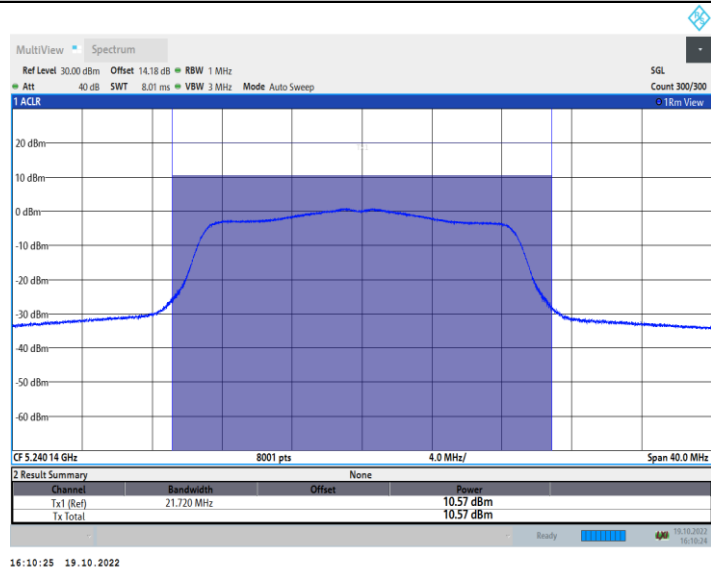 MultiView Spectrum
Ref Level 30.00 dBm Offset 14.18 dB RBW 1 MHz SGL
Att 40 dB SWT 8.01 ms VBW 3 MHz Mode Auto Sweep Count 300/300
1 ACLR 1Rm View
20 dBm
10 dBm
0 dBm
-10 dBm
-20 dBm
-30 dBm
-40 dBm
-50 dBm
-60 dBm
CF 5.240 14 GHz 8001 pts 4.0 MHz/ Span 40.0 MHz
2 Result Summary None
Channel Bandwidth Offset Power
Tx1 (Ref) 21.720 MHz 10.57 dBm
Tx Total 10.57 dBm
Ready 19.10.2022
16:10:24
16:10:25 19.10.2022